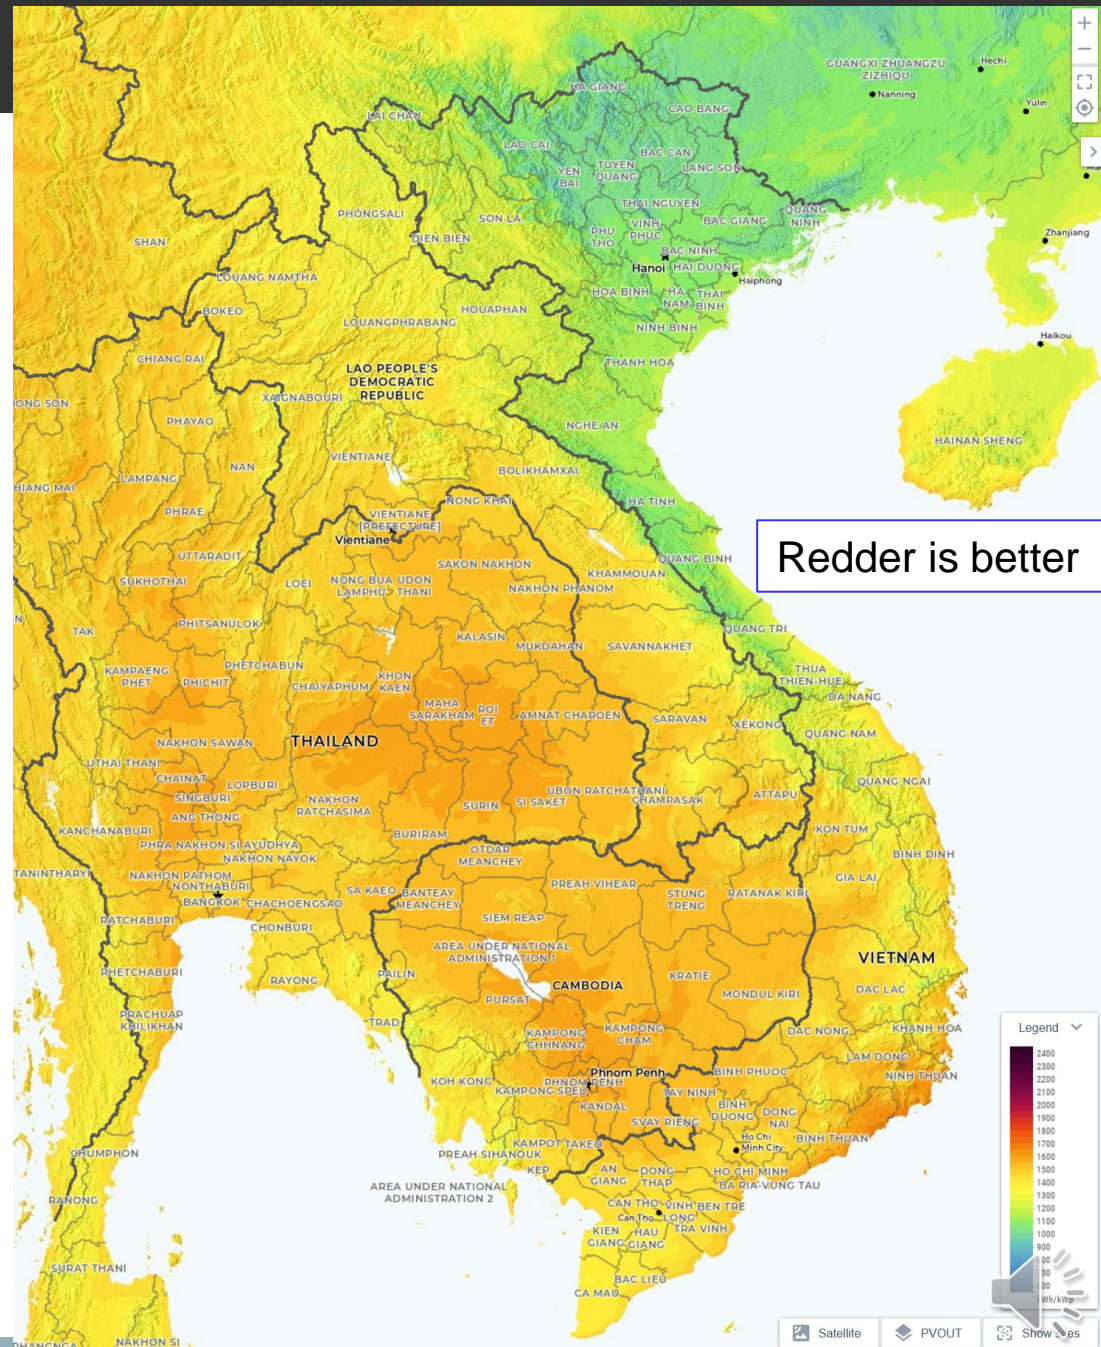 GUANGXI ZHUANGZU
ZIZHIQU
Hechi
Nanning
Yulin
HA GIANG
CAO BANG
LAI CHAU
LAO CAI
BAC CAN
TUYEN
QUANG
LANG SON
YEN
BAI
THAI NGUYEN
PHÔNGSALI
SON LA
QUANG
NINH
VINH
PHUC
BAC GIANG
PHU
THO
Zhanjiang
SHAN
DIEN BIEN
BAC NINH
Hanoi
HAI DUONG
Haiphong
LOUANG NAMTHA
HOA BINH
HA
NAM
THAI
BINH
BOKEO
HOUAPHAN
LOUANGPHRABANG
NINH BINH
Haikou
CHIANG RAI
THANH HOA
LAO PEOPLE'S
DEMOCRATIC
REPUBLIC
XAIGNABOURI
ONG SON
PHAYAO
NGHE AN
HAINAN SHENG
NAN
VIENTIANE
BOLIKHAMXAI
LAMPANG
HIANG MAI
PHRAE
NONG KHAI
HA TINH
VIENTIANE
[PREFECTURE]
Vientiane
Redder is better
UTTARADIT
SAKON NAKHON
QUANG BINH
SUKHOTHAI
LOEI
NONG BUA
LAMPHU
UDON
THANI
KHAMMOUAN
NAKHON PHANOM
PHITSANULOK
TAK
KALASIN
MUKDAHAN
SAVANNAKHÉT
QUANG TRI
KAMPAENG
PHET
PHICHIT
PHETCHABUN
CHAIYAPHUM
KHON
KAEN
THUA
THIEN-HUE
DA NANG
MAHA
SARAKHAM
ROI
ET
AMNAT CHAROEN
SARAVAN
XÉKONG
QUANG NAM
NAKHON SAWAN
THAILAND
UTHAI THANI
CHAINAT
SINGBURI
LOPBURI
UBON RATCHATHANI
CHAMPASAK
ATTAPU
QUANG NGAI
NAKHON
RATCHASIMA
SURIN
SI SAKET
ANG THONG
KANCHANABURI
BURIRAM
KON TUM
PHRA NAKHON SI AYUDHYA
OTDAR
MEANCHEY
BINH DINH
NAKHON NAYOK
TANINTHARYI
NAKHON PATHOM
NONTHABURI
GIA LAI
SA KAEO
BANTEAY
MEANCHEY
PREAH VIHEAR
STUNG
TRENG
RATANAK KIRI
BANGKOK
CHACHOENGSAO
RATCHABURI
CHONBURI
SIEM REAP
AREA UNDER NATIONAL
ADMINISTRATION 1
VIETNAM
PHETCHABURI
RAYONG
PAILIN
CAMBODIA
KRATIE
DAC LAC
PURSAT
MONDUL KIRI
PRACHUAP
KHILIKHAN
TRAD
KAMPONG
CHHNANG
KAMPONG
CHAM
DAC NONG
KHANH HOA
LAM DONG
NINH THUAN
KOH KONG
Phnom Penh
PHNOM PENH
BINH PHUOC
KAMPONG SPEU
TAY NINH
KANDAL
BINH
DUONG
DONG
NAI
SVAY RIENG
Ho Chi
Minh City
BINH THUAN
CHUMPHON
KAMPOT
TAKEO
PREAH SIHANOUK
KEP
AN
GIANG
DONG
THAP
HO CHI MINH
BA RIA-VUNG TAU
AREA UNDER NATIONAL
ADMINISTRATION 2
RANONG
CAN THO
VINH
LONG
BEN TRE
Can Tho
KIEN
GIANG
HAU
GIANG
TRA VINH
SURAT THANI
BAC LIEU
CA MAU
NAKHON SI
Legend
2400
2300
2200
2100
2000
1900
1800
1700
1600
1500
1400
1300
1200
1100
1000
900
Wh/kWp
Satellite
PVOUT
Show